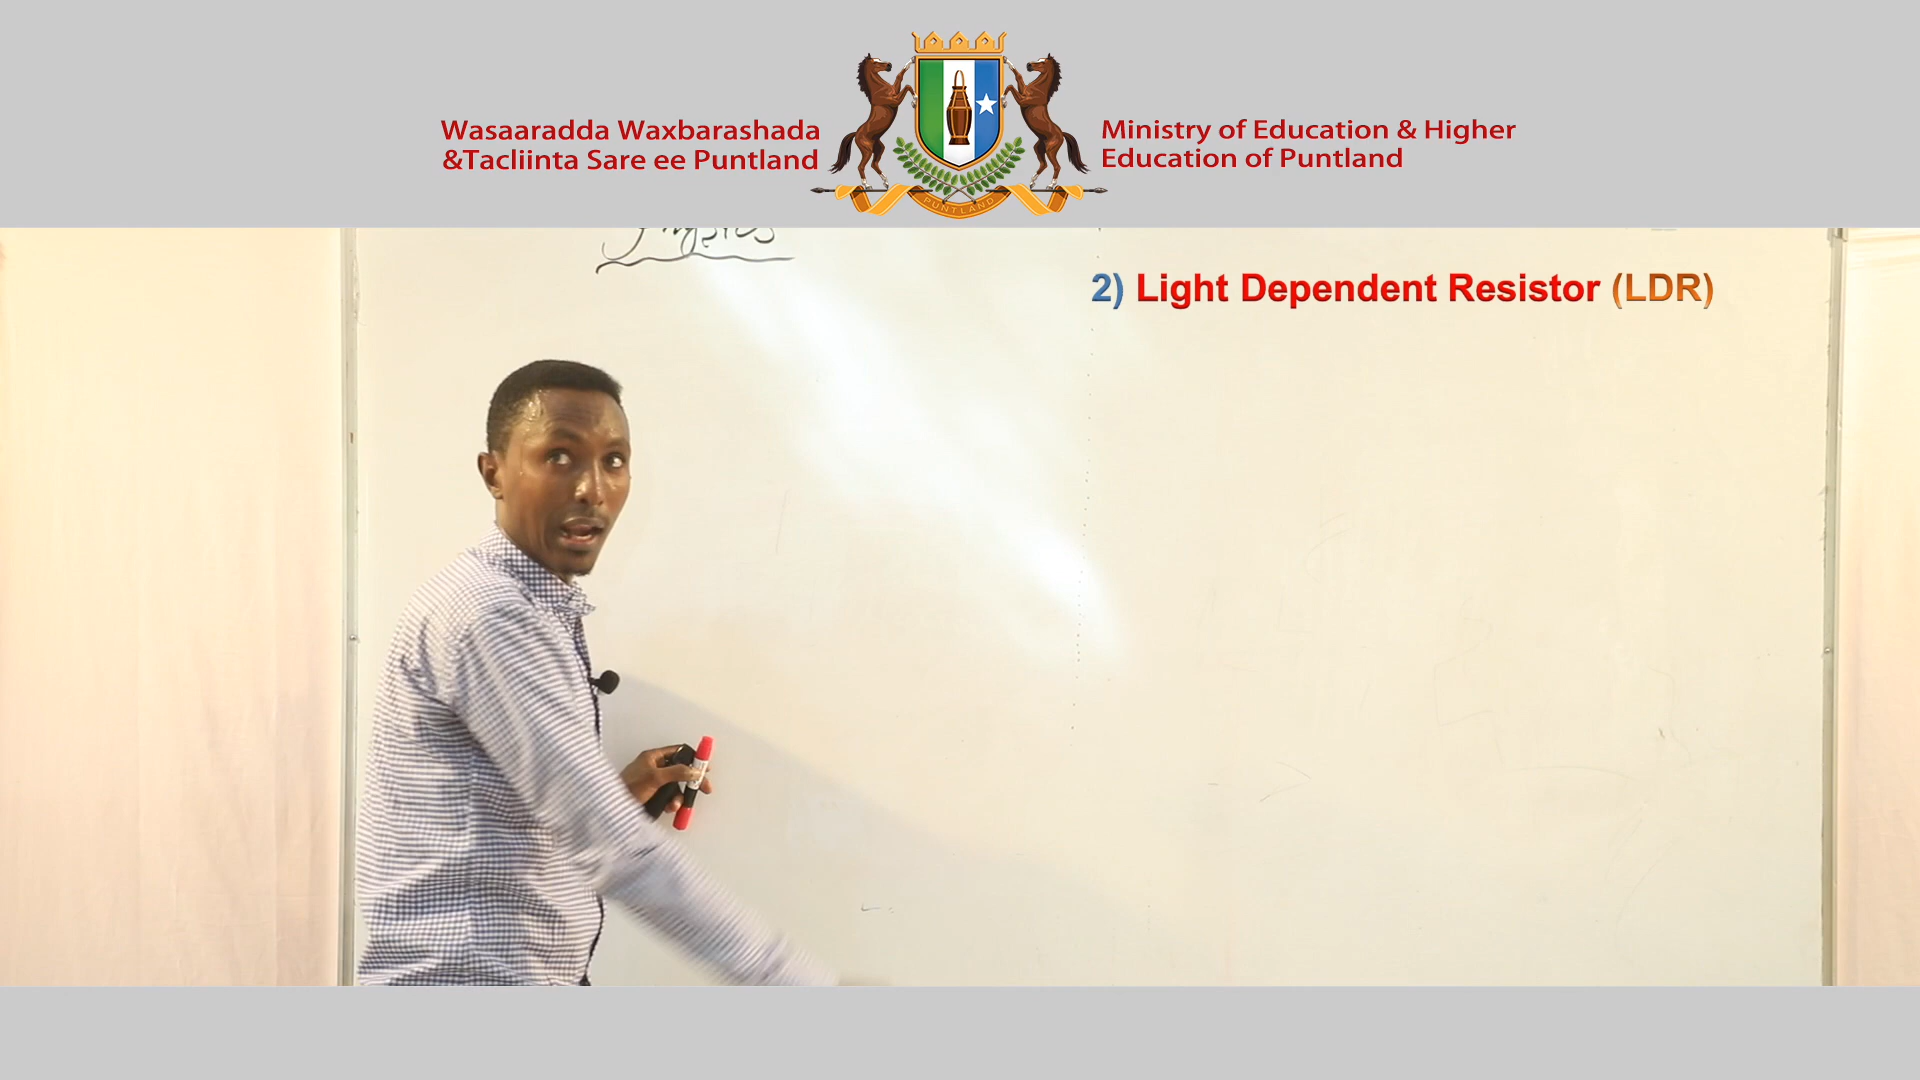 Wasaaradda Waxbarashada
&Tacliinta Sare ee Puntland
PUNTLAND
Ministry of Education & Higher
Education of Puntland
Physics
2) Light Dependent Resistor (LDR)